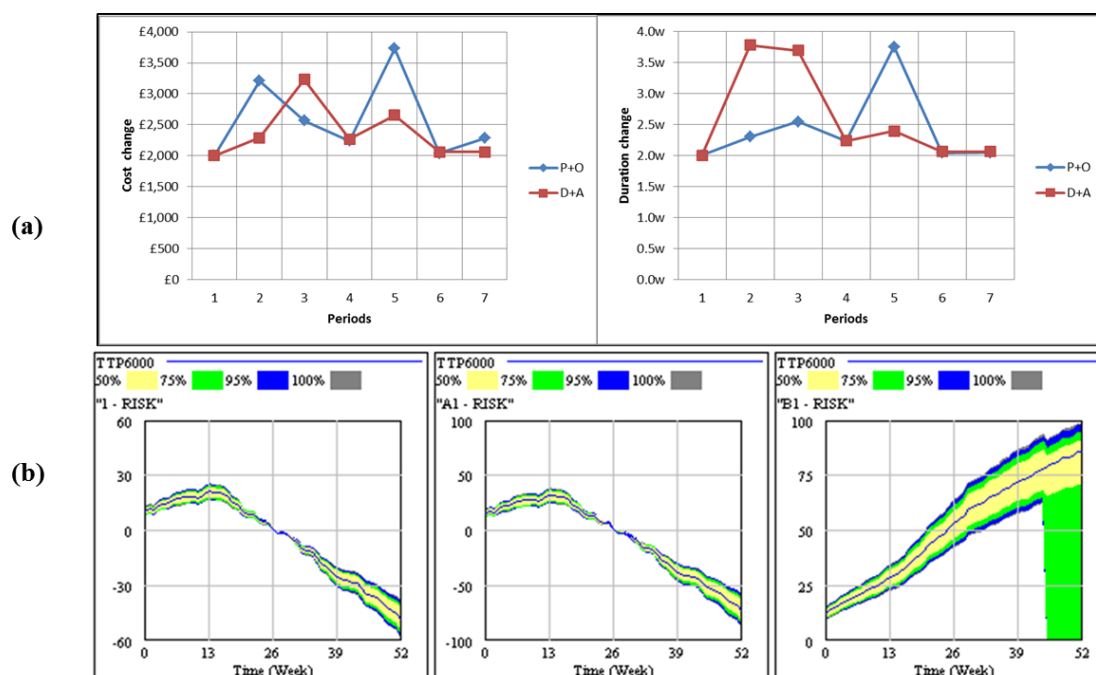 (a)
£4,000
£3,500
£3,000
£2,500
£2,000
£1,500
£1,000
£500
£0
Cost change
1 2 3 4 5 6 7
Periods
P+O
D+A
4.0w
3.5w
3.0w
2.5w
2.0w
1.5w
1.0w
0.5w
0.0w
Duration change
1 2 3 4 5 6 7
Periods
P+O
D+A
(b)
TTP6000
50% 75% 95% 100%
"1 - RISK"
60
30
0
-30
-60
0 13 26 39 52
Time (Week)
TTP6000
50% 75% 95% 100%
"A1 - RISK"
100
50
0
-50
-100
0 13 26 39 52
Time (Week)
TTP6000
50% 75% 95% 100%
"B1 - RISK"
100
75
50
25
0
0 13 26 39 52
Time (Week)